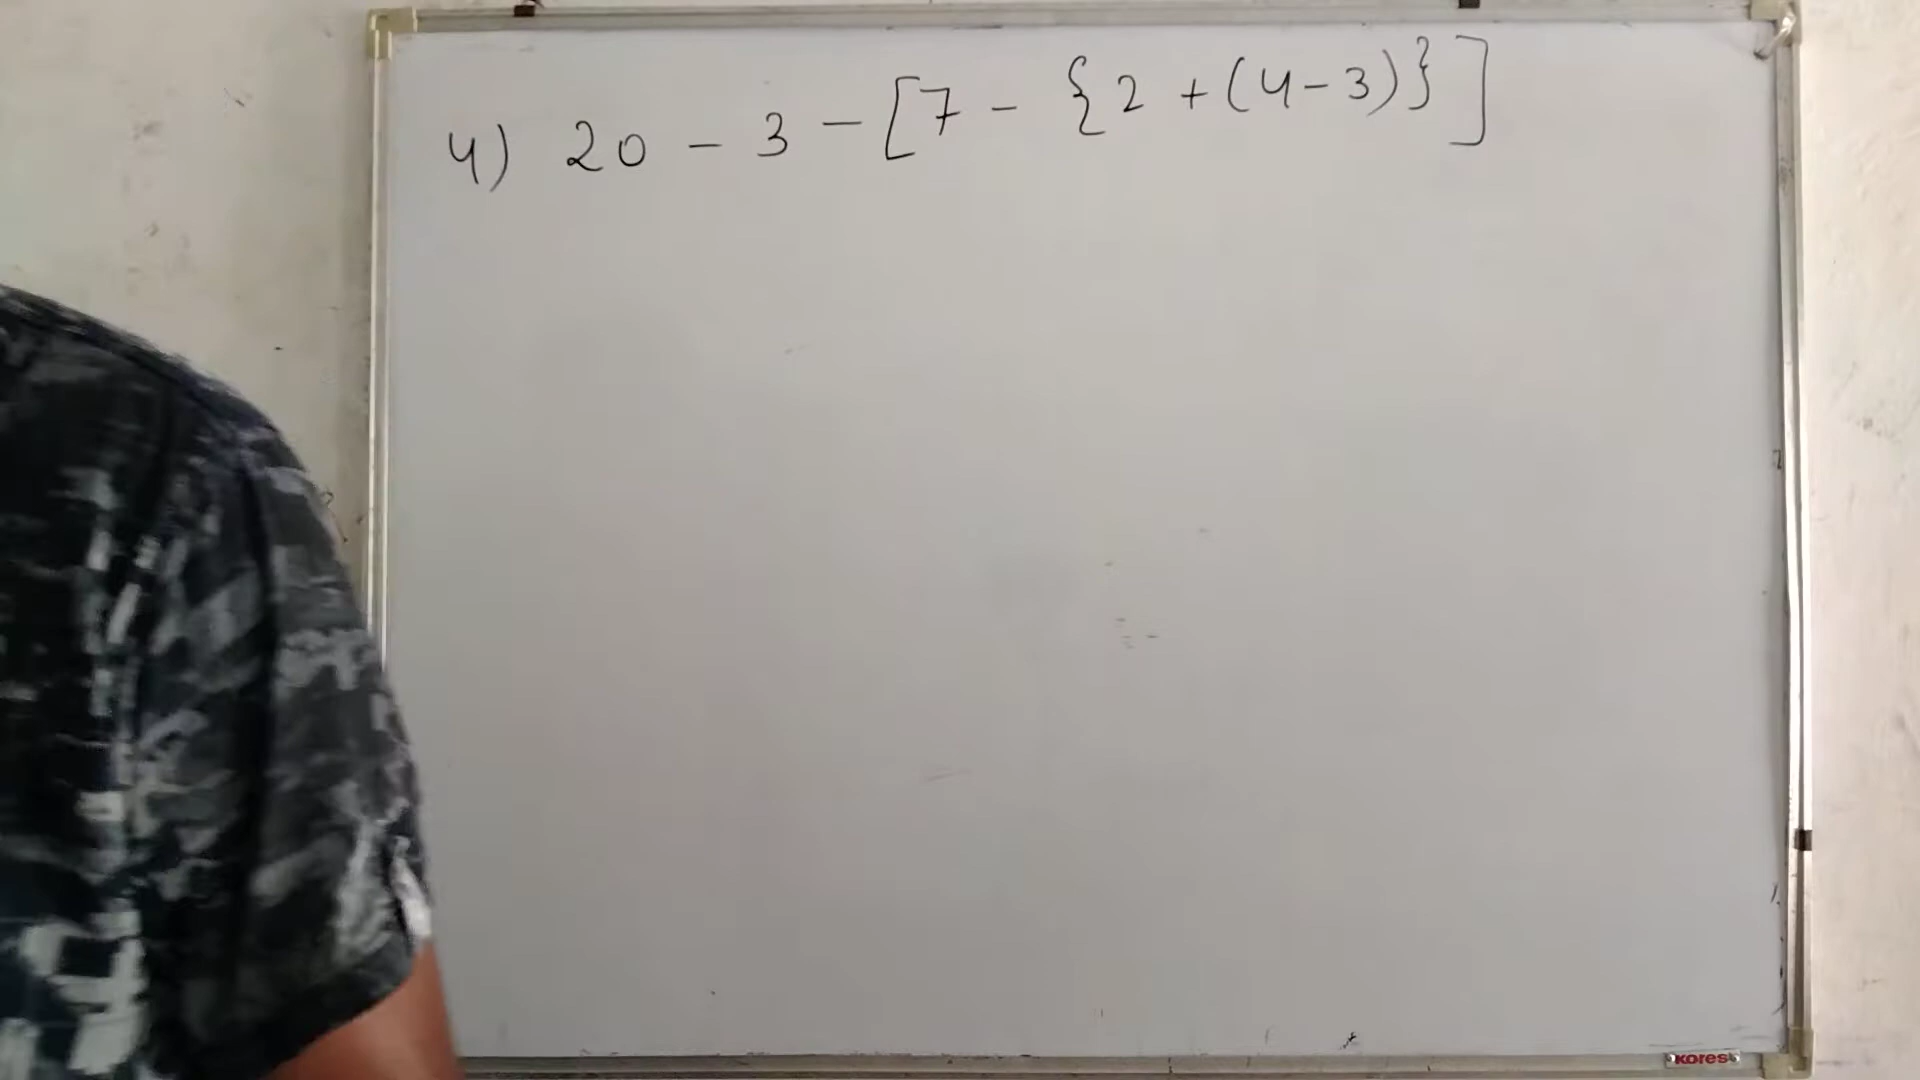 4) 20 - 3 - [7 - {2 + (4-3)}]
kores